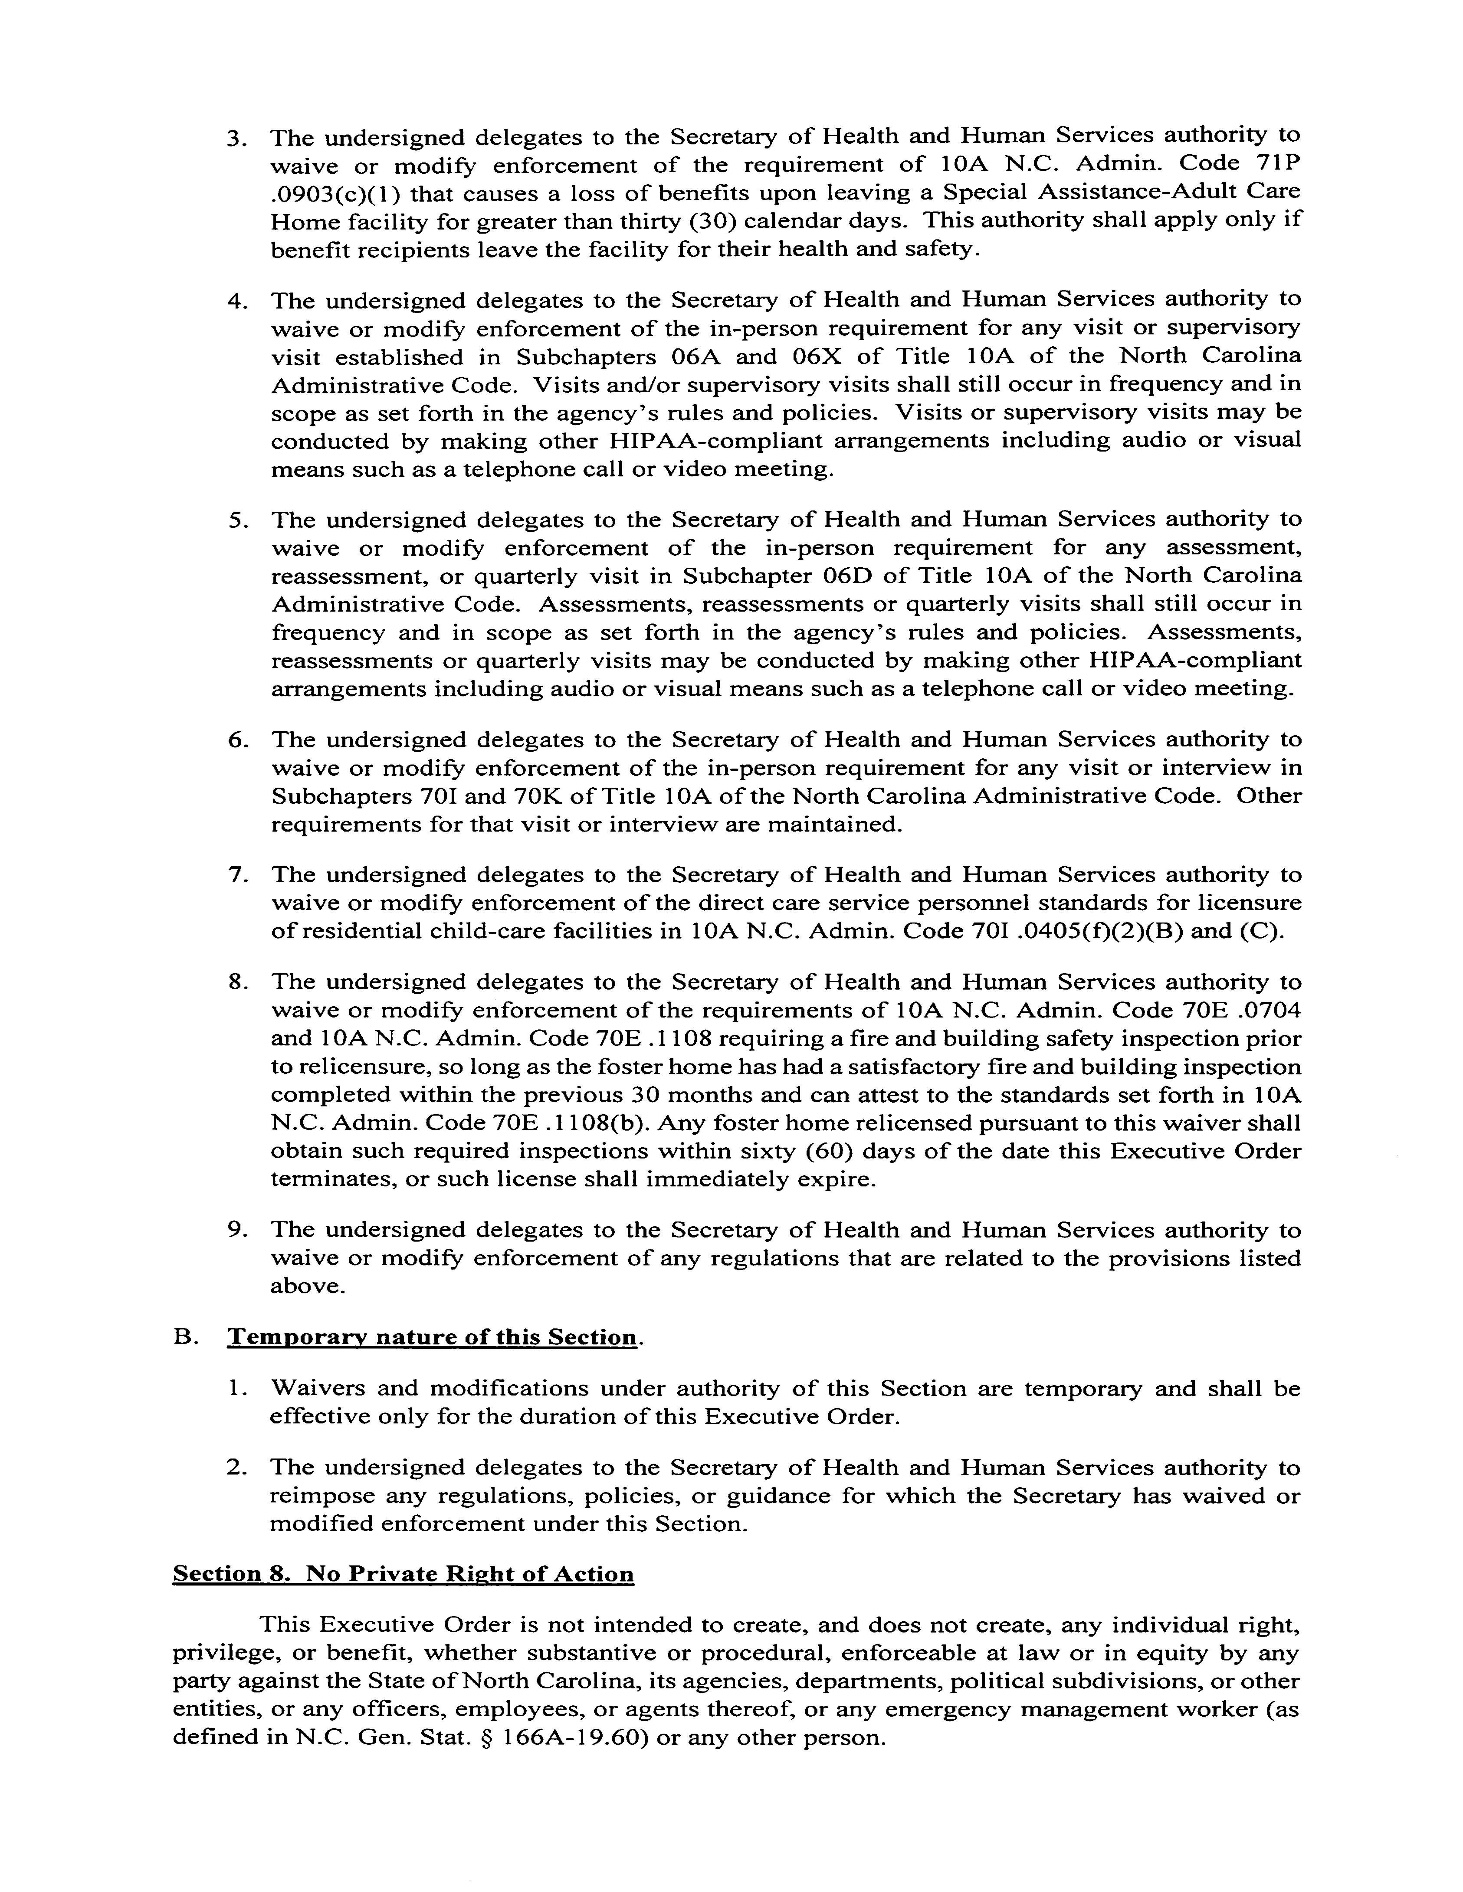 3. The undersigned delegates to the Secretary of Health and Human Services authority to
waive or modify enforcement of the requirement of 10A N.C. Admin. Code 71P
.0903(c)(1) that causes a loss of benefits upon leaving a Special Assistance-Adult Care
Home facility for greater than thirty (30) calendar days. This authority shall apply only if
benefit recipients leave the facility for their health and safety.
4. The undersigned delegates to the Secretary of Health and Human Services authority to
waive or modify enforcement of the in-person requirement for any visit or supervisory
visit established in Subchapters 06A and 06X of Title 10A of the North Carolina
Administrative Code. Visits and/or supervisory visits shall still occur in frequency and in
scope as set forth in the agency's rules and policies. Visits or supervisory visits may be
conducted by making other HIPAA-compliant arrangements including audio or visual
means such as a telephone call or video meeting.
5. The undersigned delegates to the Secretary of Health and Human Services authority to
waive or modify enforcement of the in-person requirement for any assessment,
reassessment, or quarterly visit in Subchapter 06D of Title 10A of the North Carolina
Administrative Code. Assessments, reassessments or quarterly visits shall still occur in
frequency and in scope as set forth in the agency's rules and policies. Assessments,
reassessments or quarterly visits may be conducted by making other HIPAA-compliant
arrangements including audio or visual means such as a telephone call or video meeting.
6. The undersigned delegates to the Secretary of Health and Human Services authority to
waive or modify enforcement of the in-person requirement for any visit or interview in
Subchapters 70I and 70K of Title 10A of the North Carolina Administrative Code. Other
requirements for that visit or interview are maintained.
7. The undersigned delegates to the Secretary of Health and Human Services authority to
waive or modify enforcement of the direct care service personnel standards for licensure
of residential child-care facilities in 10A N.C. Admin. Code 70I .0405(f)(2)(B) and (C).
8. The undersigned delegates to the Secretary of Health and Human Services authority to
waive or modify enforcement of the requirements of 10A N.C. Admin. Code 70E .0704
and 10A N.C. Admin. Code 70E .1108 requiring a fire and building safety inspection prior
to relicensure, so long as the foster home has had a satisfactory fire and building inspection
completed within the previous 30 months and can attest to the standards set forth in 10A
N.C. Admin. Code 70E .1108(b). Any foster home relicensed pursuant to this waiver shall
obtain such required inspections within sixty (60) days of the date this Executive Order
terminates, or such license shall immediately expire.
9. The undersigned delegates to the Secretary of Health and Human Services authority to
waive or modify enforcement of any regulations that are related to the provisions listed
above.
B. Temporary nature of this Section.
1. Waivers and modifications under authority of this Section are temporary and shall be
effective only for the duration of this Executive Order.
2. The undersigned delegates to the Secretary of Health and Human Services authority to
reimpose any regulations, policies, or guidance for which the Secretary has waived or
modified enforcement under this Section.
Section 8. No Private Right of Action
This Executive Order is not intended to create, and does not create, any individual right,
privilege, or benefit, whether substantive or procedural, enforceable at law or in equity by any
party against the State of North Carolina, its agencies, departments, political subdivisions, or other
entities, or any officers, employees, or agents thereof, or any emergency management worker (as
defined in N.C. Gen. Stat. § 166A-19.60) or any other person.